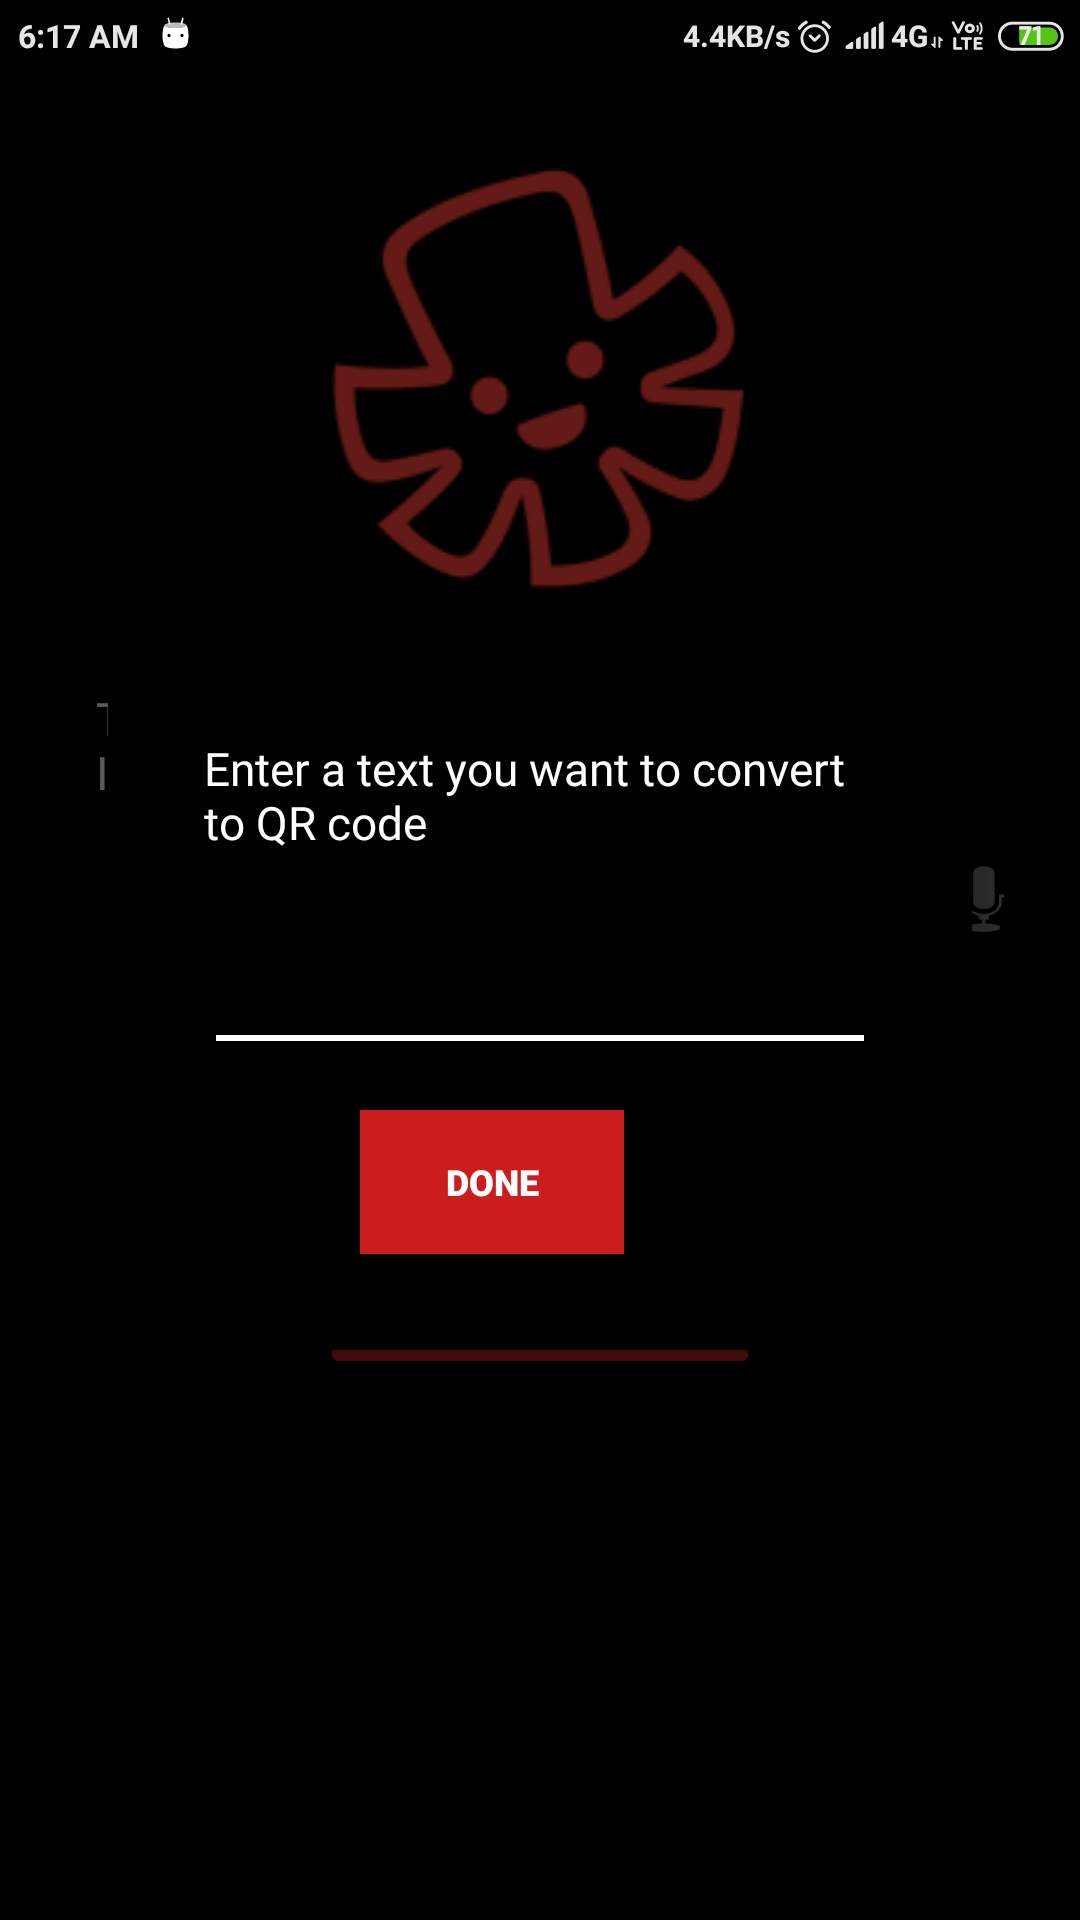 6:17 AM
4.4KB/s 4G Vo LTE 71
Enter a text you want to convert
to QR code
DONE